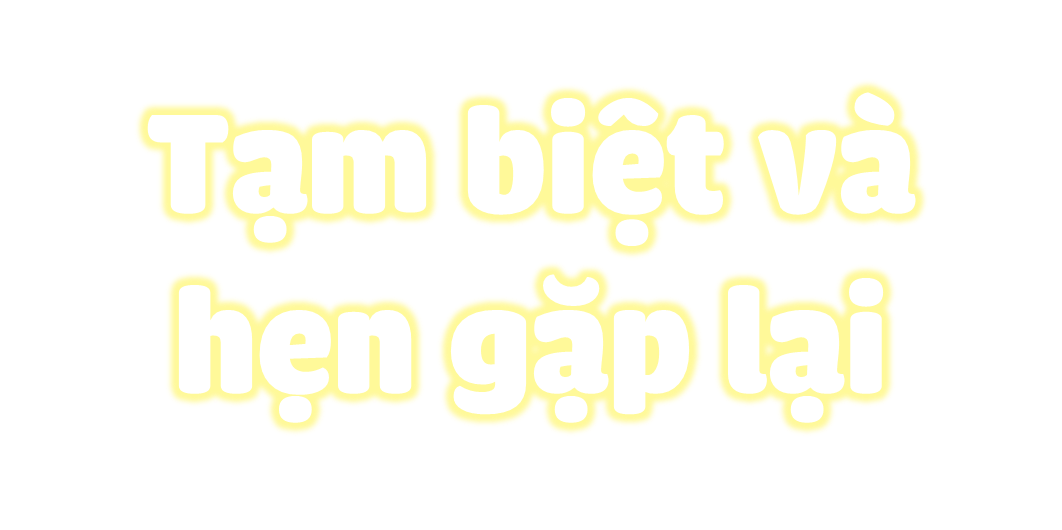 Tạm biệt và
hẹn gặp lại